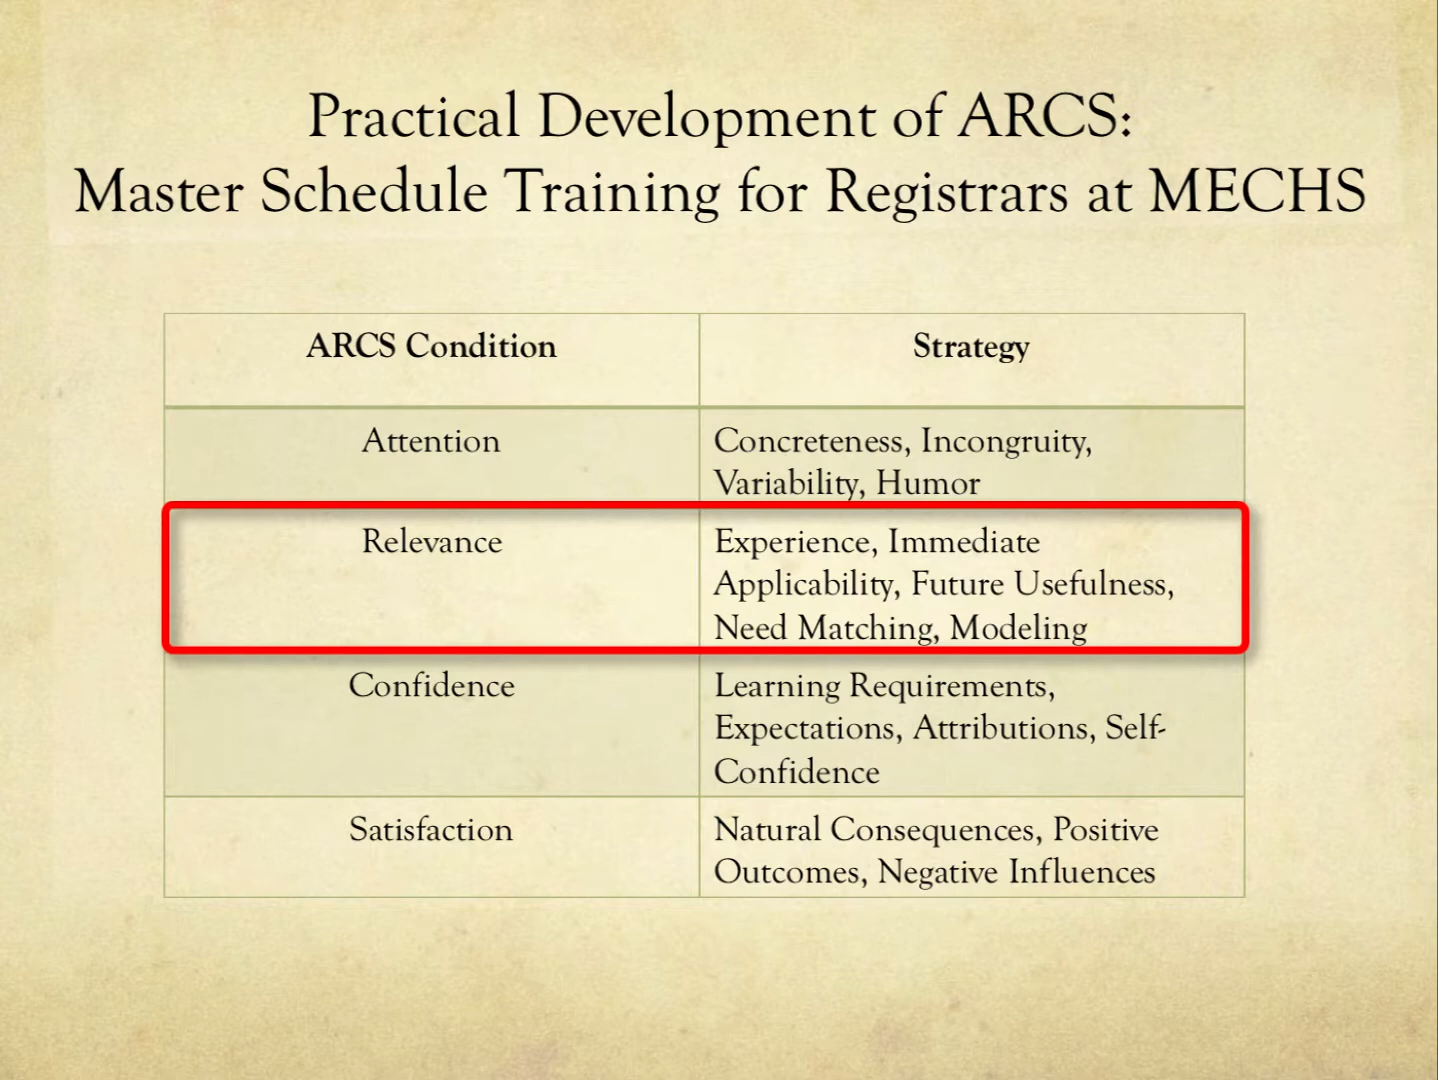 Practical Development of ARCS:
Master Schedule Training for Registrars at MECHS
ARCS Condition
Strategy
Attention
Concreteness, Incongruity,
Variability, Humor
Relevance
Experience, Immediate
Applicability, Future Usefulness,
Need Matching, Modeling
Confidence
Learning Requirements,
Expectations, Attributions, Self-
Confidence
Satisfaction
Natural Consequences, Positive
Outcomes, Negative Influences